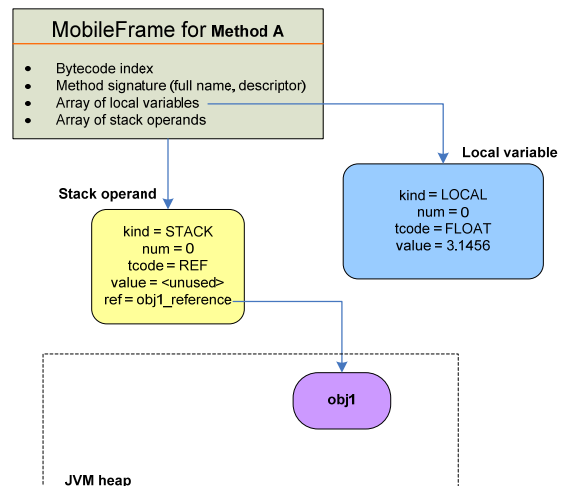 MobileFrame for Method A
• Bytecode index
• Method signature (full name, descriptor)
• Array of local variables
• Array of stack operands
Local variable
kind = LOCAL
num = 0
tcode = FLOAT
value = 3.1456
Stack operand
kind = STACK
num = 0
tcode = REF
value = <unused>
ref = obj1_reference
obj1
JVM heap